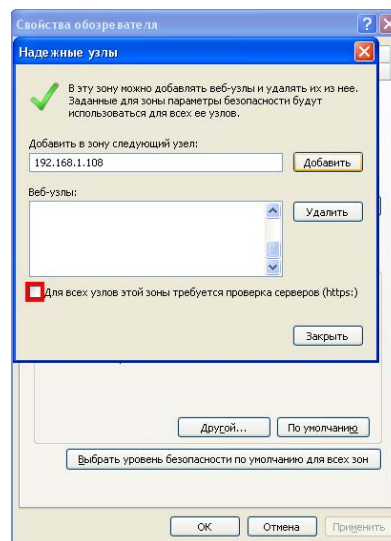 Свойства обозревателя
Надежные узлы
В эту зону можно добавлять веб-узлы и удалять их из нее.
Заданные для зоны параметры безопасности будут
использоваться для всех ее узлов.
Добавить в зону следующий узел:
192.168.1.108
Добавить
Веб-узлы:
Удалить
Для всех узлов этой зоны требуется проверка серверов (https:)
Закрыть
Другой...
По умолчанию
Выбрать уровень безопасности по умолчанию для всех зон
ОК
Отмена
Применить